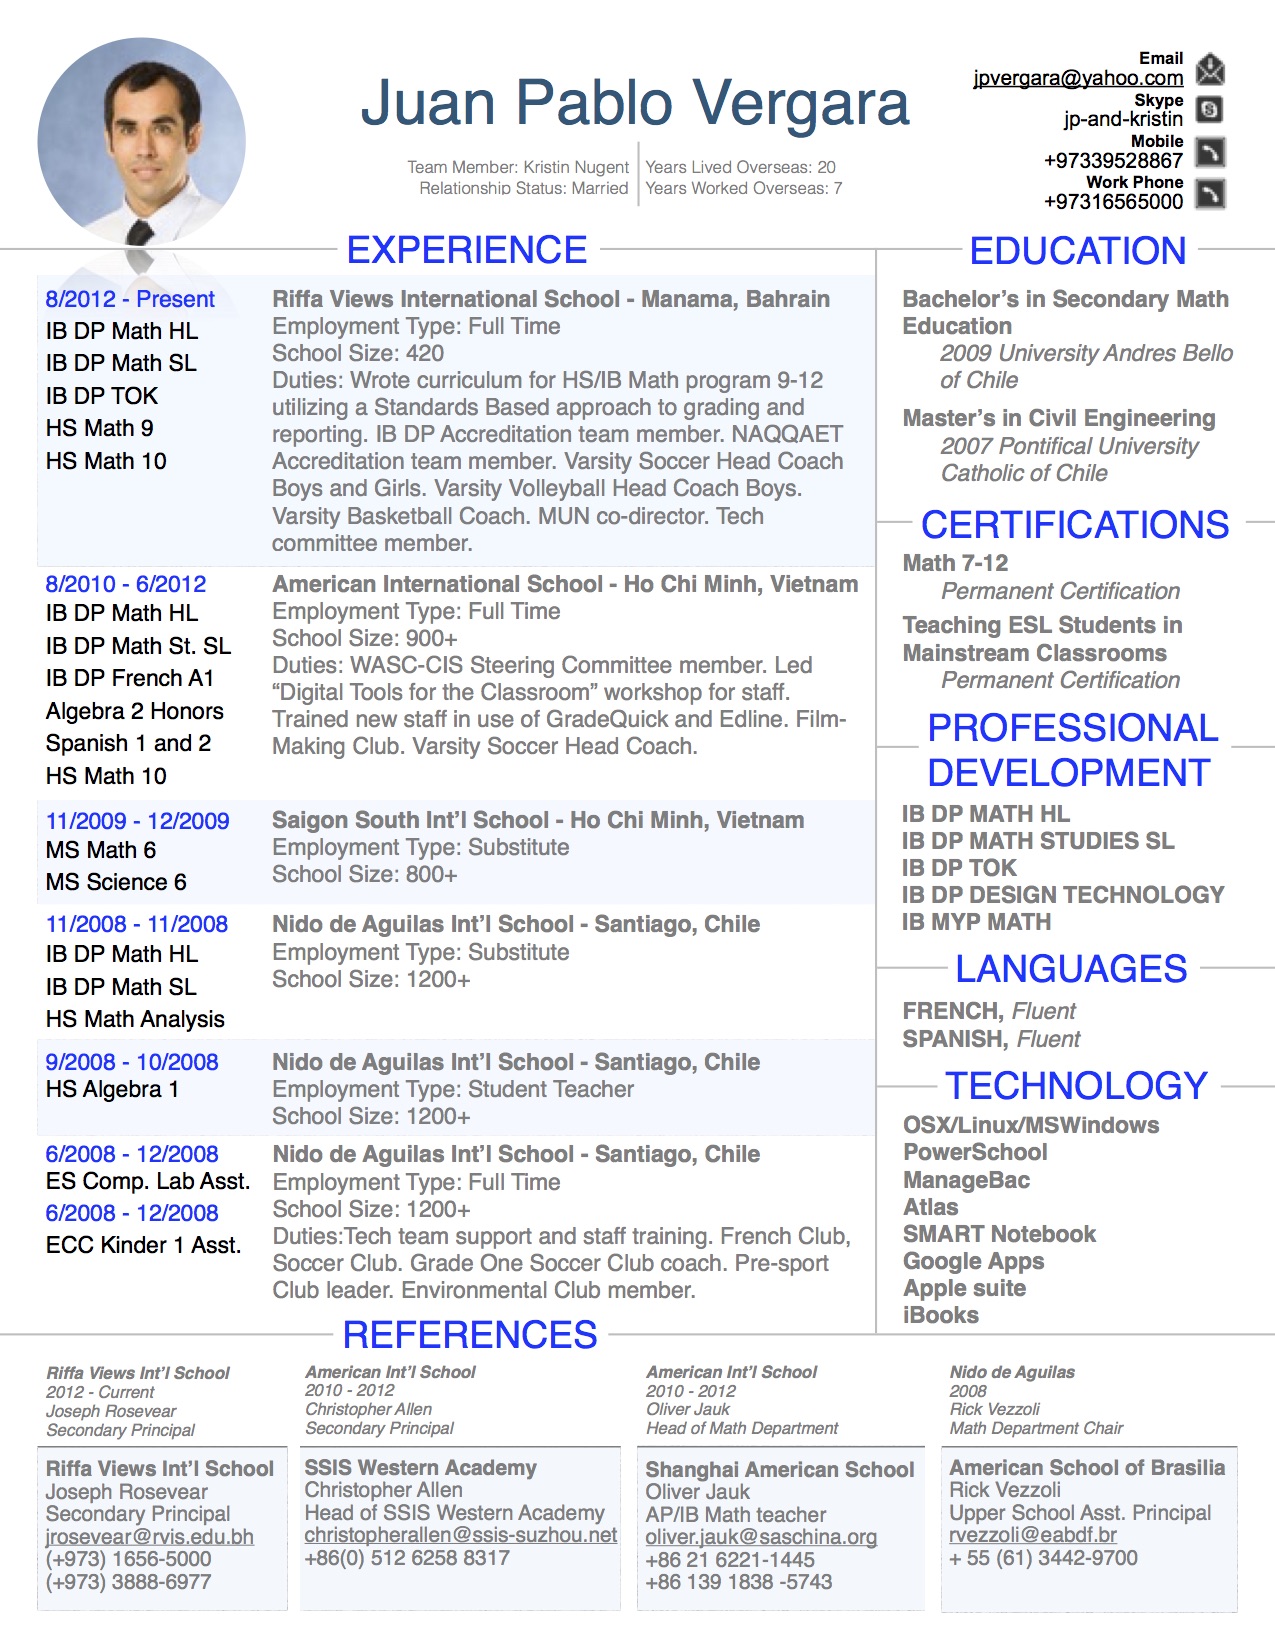 Juan Pablo Vergara
Team Member: Kristin Nugent
Relationship Status: Married
Years Lived Overseas: 20
Years Worked Overseas: 7
Email
jpvergara@yahoo.com
Skype
jp-and-kristin
Mobile
+97339528867
Work Phone
+97316565000
EXPERIENCE
8/2012 - Present
IB DP Math HL
IB DP Math SL
IB DP TOK
HS Math 9
HS Math 10
Riffa Views International School - Manama, Bahrain
Employment Type: Full Time
School Size: 420
Duties: Wrote curriculum for HS/IB Math program 9-12
utilizing a Standards Based approach to grading and
reporting. IB DP Accreditation team member. NAQQAET
Accreditation team member. Varsity Soccer Head Coach
Boys and Girls. Varsity Volleyball Head Coach Boys.
Varsity Basketball Coach. MUN co-director. Tech
committee member.
8/2010 - 6/2012
IB DP Math HL
IB DP Math St. SL
IB DP French A1
Algebra 2 Honors
Spanish 1 and 2
HS Math 10
American International School - Ho Chi Minh, Vietnam
Employment Type: Full Time
School Size: 900+
Duties: WASC-CIS Steering Committee member. Led
“Digital Tools for the Classroom” workshop for staff.
Trained new staff in use of GradeQuick and Edline. Film-
Making Club. Varsity Soccer Head Coach.
11/2009 - 12/2009
MS Math 6
MS Science 6
Saigon South Int’l School - Ho Chi Minh, Vietnam
Employment Type: Substitute
School Size: 800+
11/2008 - 11/2008
IB DP Math HL
IB DP Math SL
HS Math Analysis
Nido de Aguilas Int’l School - Santiago, Chile
Employment Type: Substitute
School Size: 1200+
9/2008 - 10/2008
HS Algebra 1
Nido de Aguilas Int’l School - Santiago, Chile
Employment Type: Student Teacher
School Size: 1200+
6/2008 - 12/2008
ES Comp. Lab Asst.
6/2008 - 12/2008
ECC Kinder 1 Asst.
Nido de Aguilas Int’l School - Santiago, Chile
Employment Type: Full Time
School Size: 1200+
Duties:Tech team support and staff training. French Club,
Soccer Club. Grade One Soccer Club coach. Pre-sport
Club leader. Environmental Club member.
EDUCATION
Bachelor’s in Secondary Math
Education
2009 University Andres Bello
of Chile
Master’s in Civil Engineering
2007 Pontifical University
Catholic of Chile
CERTIFICATIONS
Math 7-12
Permanent Certification
Teaching ESL Students in
Mainstream Classrooms
Permanent Certification
PROFESSIONAL
DEVELOPMENT
IB DP MATH HL
IB DP MATH STUDIES SL
IB DP TOK
IB DP DESIGN TECHNOLOGY
IB MYP MATH
LANGUAGES
FRENCH, Fluent
SPANISH, Fluent
TECHNOLOGY
OSX/Linux/MSWindows
PowerSchool
ManageBac
Atlas
SMART Notebook
Google Apps
Apple suite
iBooks
REFERENCES
Riffa Views Int’l School
2012 - Current
Joseph Rosevear
Secondary Principal
Riffa Views Int’l School
Joseph Rosevear
Secondary Principal
jrosevear@rvis.edu.bh
(+973) 1656-5000
(+973) 3888-6977
American Int’l School
2010 - 2012
Christopher Allen
Secondary Principal
SSIS Western Academy
Christopher Allen
Head of SSIS Western Academy
christopherallen@ssis-suzhou.net
+86(0) 512 6258 8317
American Int’l School
2010 - 2012
Oliver Jauk
Head of Math Department
Shanghai American School
Oliver Jauk
AP/IB Math teacher
oliver.jauk@saschina.org
+86 21 6221-1445
+86 139 1838 -5743
Nido de Aguilas
2008
Rick Vezzoli
Math Department Chair
American School of Brasilia
Rick Vezzoli
Upper School Asst. Principal
rvezzoli@eabdf.br
+ 55 (61) 3442-9700